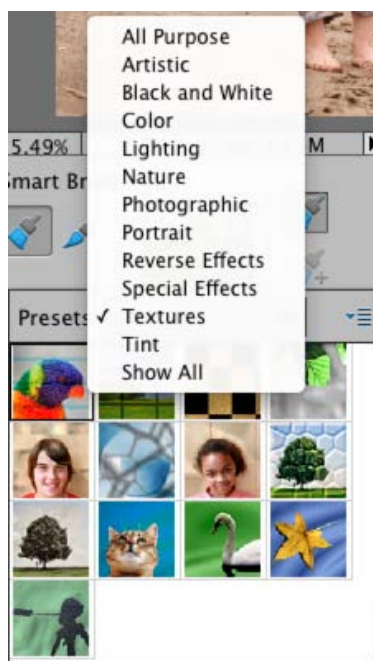 All Purpose
Artistic
Black and White
Color
5.49%
Lighting
M
Smart Br
Nature
Photographic
Portrait
Reverse Effects
Special Effects
Presets ✓ Textures
Tint
Show All